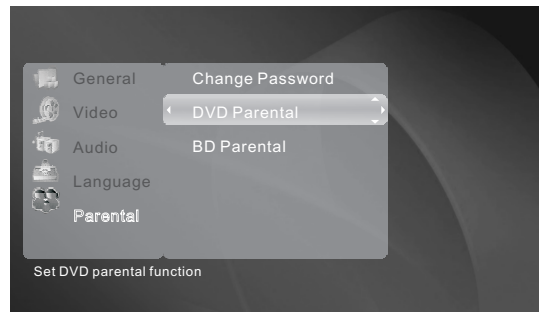 General
Video
Audio
Language
Parental
Change Password
DVD Parental
BD Parental
Set DVD parental function